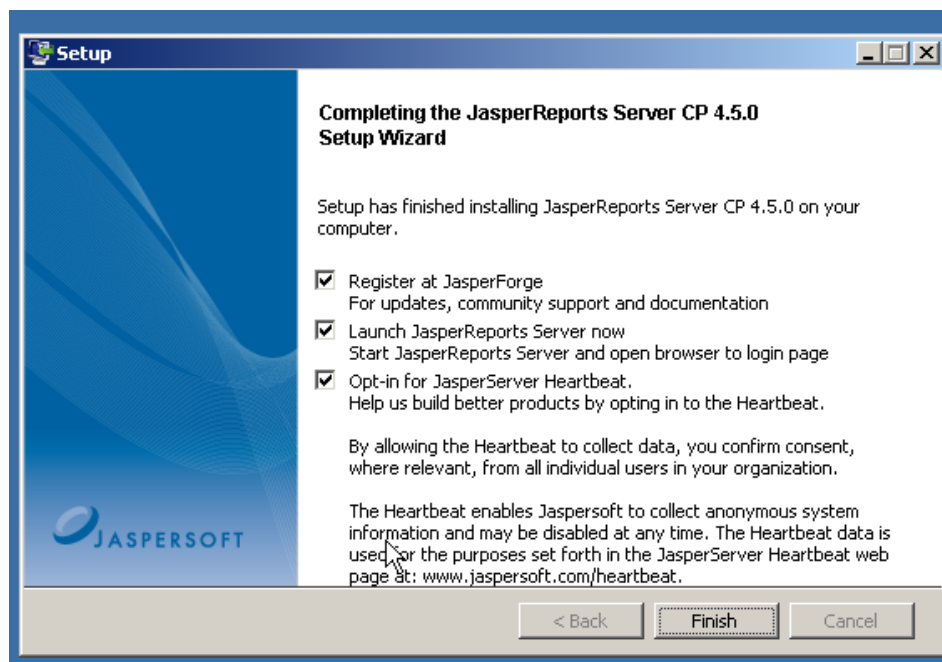 Setup
Completing the JasperReports Server CP 4.5.0
Setup Wizard
Setup has finished installing JasperReports Server CP 4.5.0 on your
computer.
Register at JasperForge
For updates, community support and documentation
Launch JasperReports Server now
Start JasperReports Server and open browser to login page
Opt-in for JasperServer Heartbeat.
Help us build better products by opting in to the Heartbeat.
By allowing the Heartbeat to collect data, you confirm consent,
where relevant, from all individual users in your organization.
The Heartbeat enables Jaspersoft to collect anonymous system
information and may be disabled at any time. The Heartbeat data is
used for the purposes set forth in the JasperServer Heartbeat web
page at: www.jaspersoft.com/heartbeat.
JASPERSOFT
< Back
Finish
Cancel